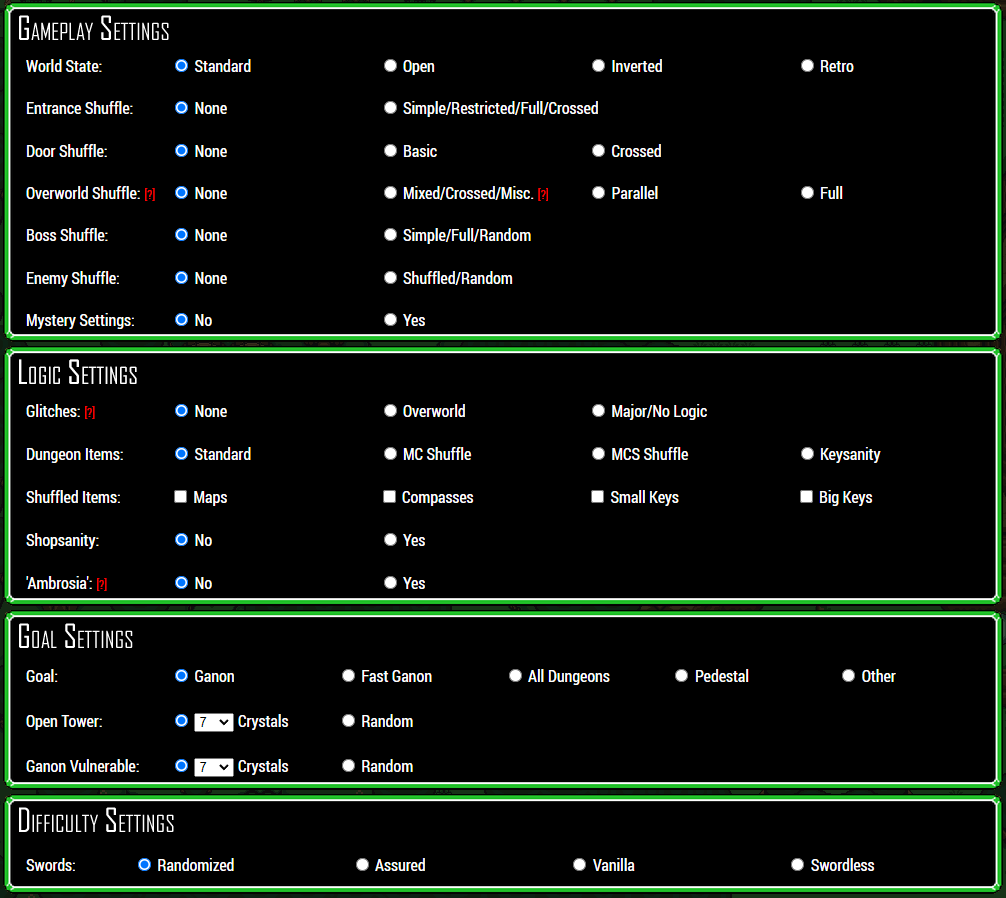 Gameplay Settings
World State: Standard Open Inverted Retro
Entrance Shuffle: None Simple/Restricted/Full/Crossed
Door Shuffle: None Basic Crossed
Overworld Shuffle: [?] None Mixed/Crossed/Misc. [?] Parallel Full
Boss Shuffle: None Simple/Full/Random
Enemy Shuffle: None Shuffled/Random
Mystery Settings: No Yes
Logic Settings
Glitches: [?] None Overworld Major/No Logic
Dungeon Items: Standard MC Shuffle MCS Shuffle Keysanity
Shuffled Items: Maps Compasses Small Keys Big Keys
Shopsanity: No Yes
'Ambrosia': [?] No Yes
Goal Settings
Goal: Ganon Fast Ganon All Dungeons Pedestal Other
Open Tower: 7 Crystals Random
Ganon Vulnerable: 7 Crystals Random
Difficulty Settings
Swords: Randomized Assured Vanilla Swordless